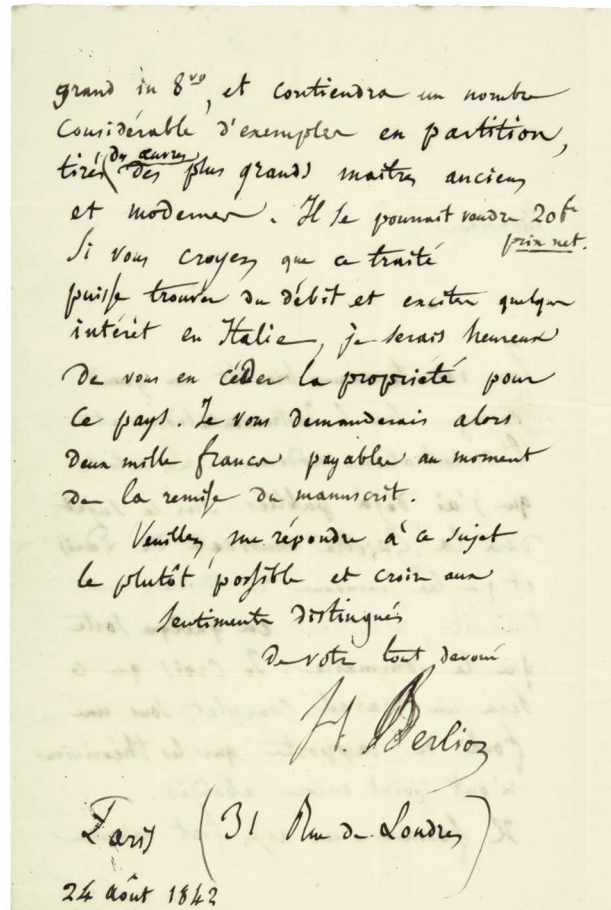 grand in 8vo, et contiendra un nombre
Considérable d'exemples en partition,
tirés des œuvres des plus grands maîtres anciens
et modernes. Il se pourrait vendre 20f
prix net.
Si vous croyez que ce traité
puisse trouver du débit et exciter quelque
intérêt en Italie, je serais heureux
de vous en céder la propriété pour
ce pays. Je vous demanderais alors
deux mille francs payables au moment
de la remise du manuscrit.
Veuillez me répondre à ce sujet
le plutôt possible et croire aux
sentiments distingués
de votre tout dévoué
H. Berlioz
Paris (31 Rue de Londres)
24 août 1842